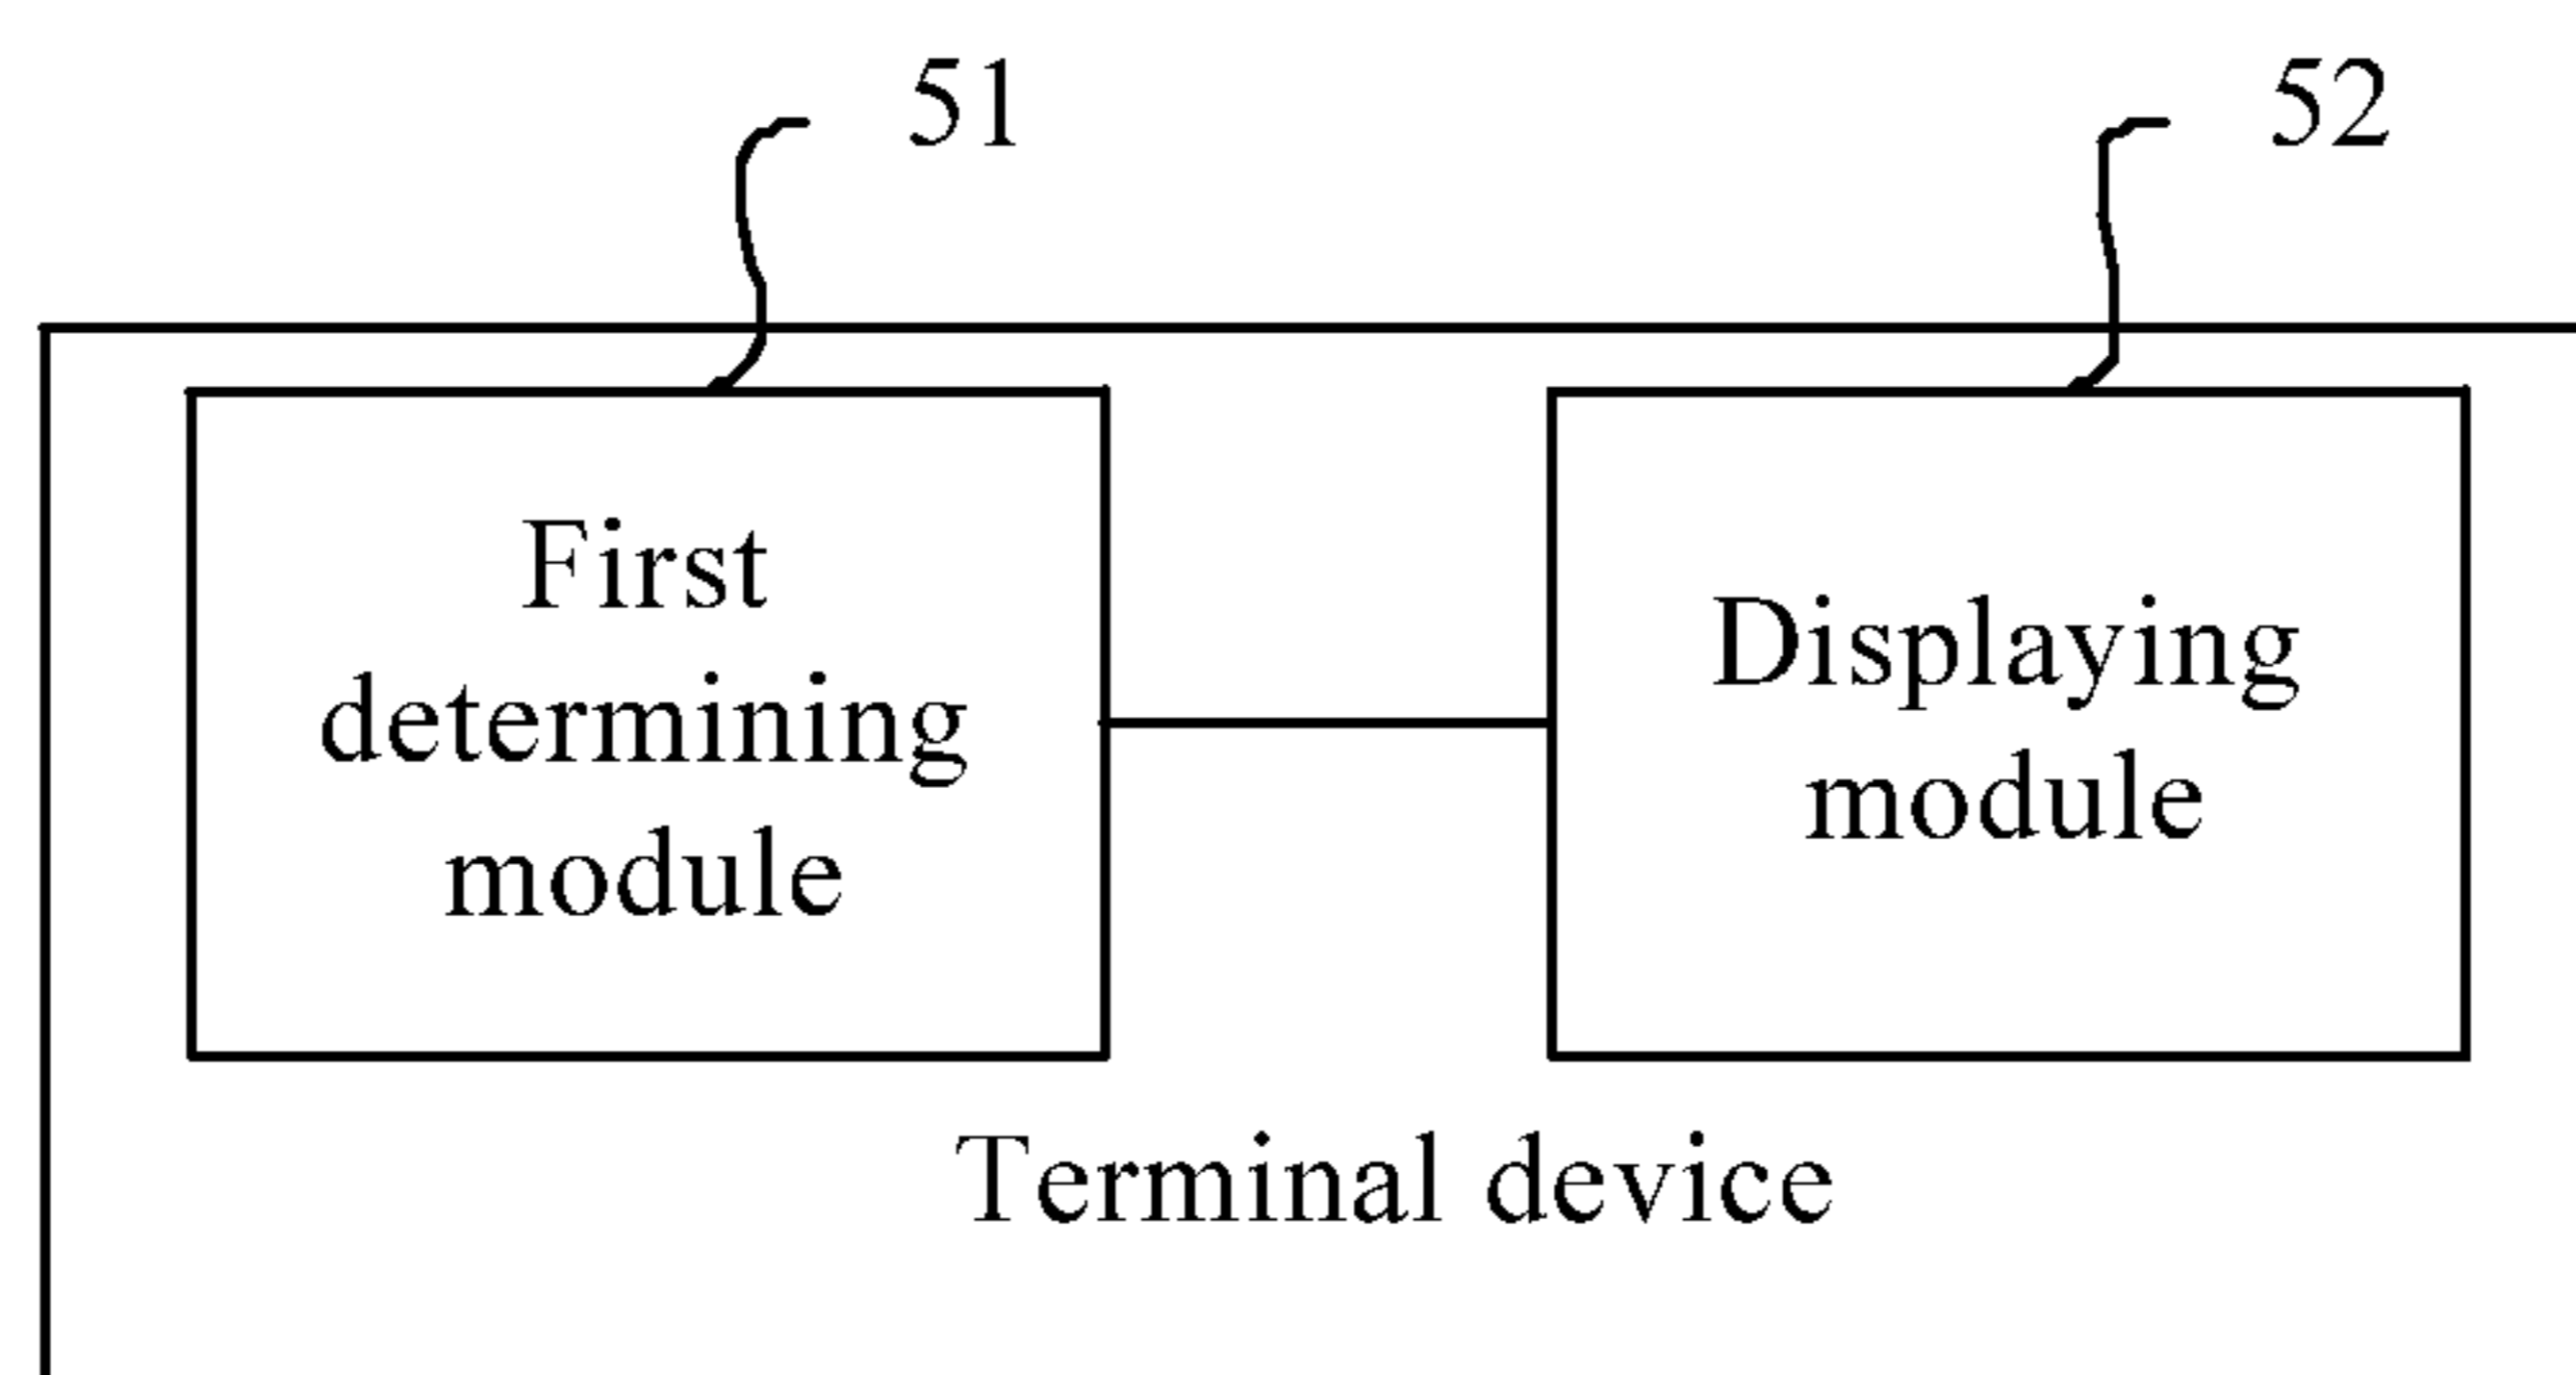 51
52
First
determining
module
Displaying
module
Terminal device